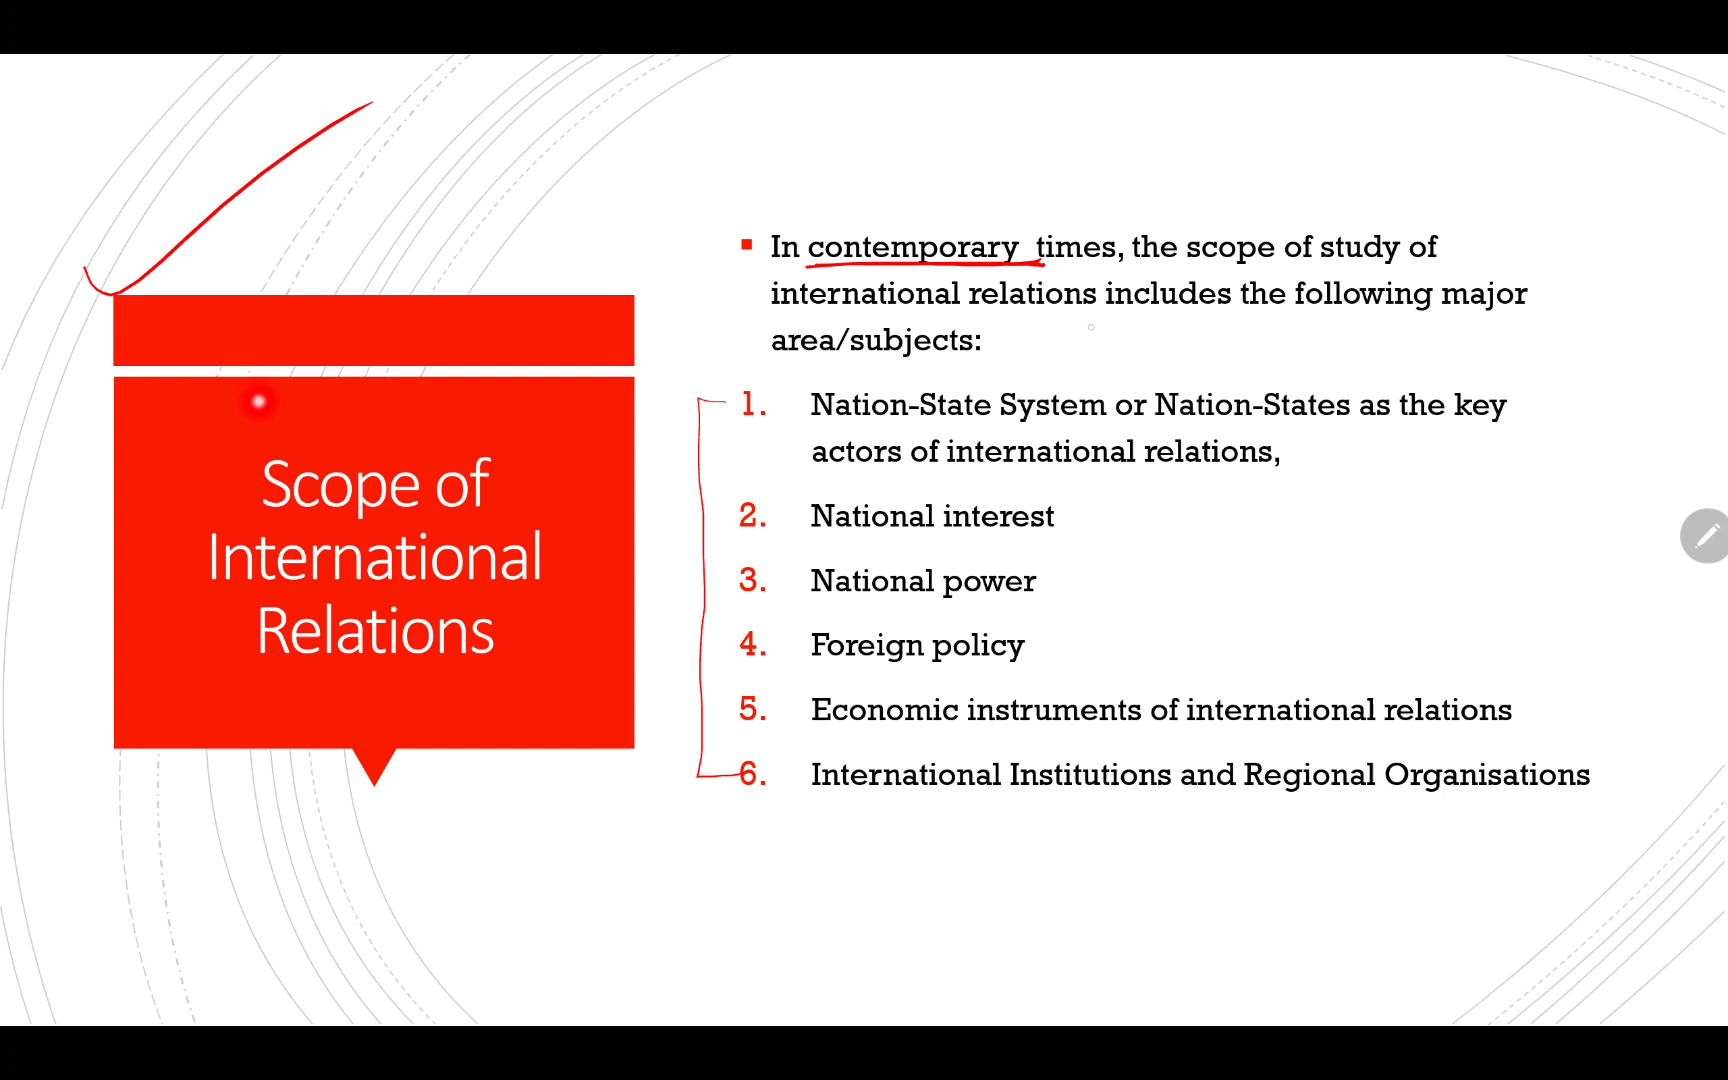 Scope of
International
Relations
In contemporary times, the scope of study of
international relations includes the following major
area/subjects:
1. Nation-State System or Nation-States as the key
actors of international relations,
2. National interest
3. National power
4. Foreign policy
5. Economic instruments of international relations
6. International Institutions and Regional Organisations